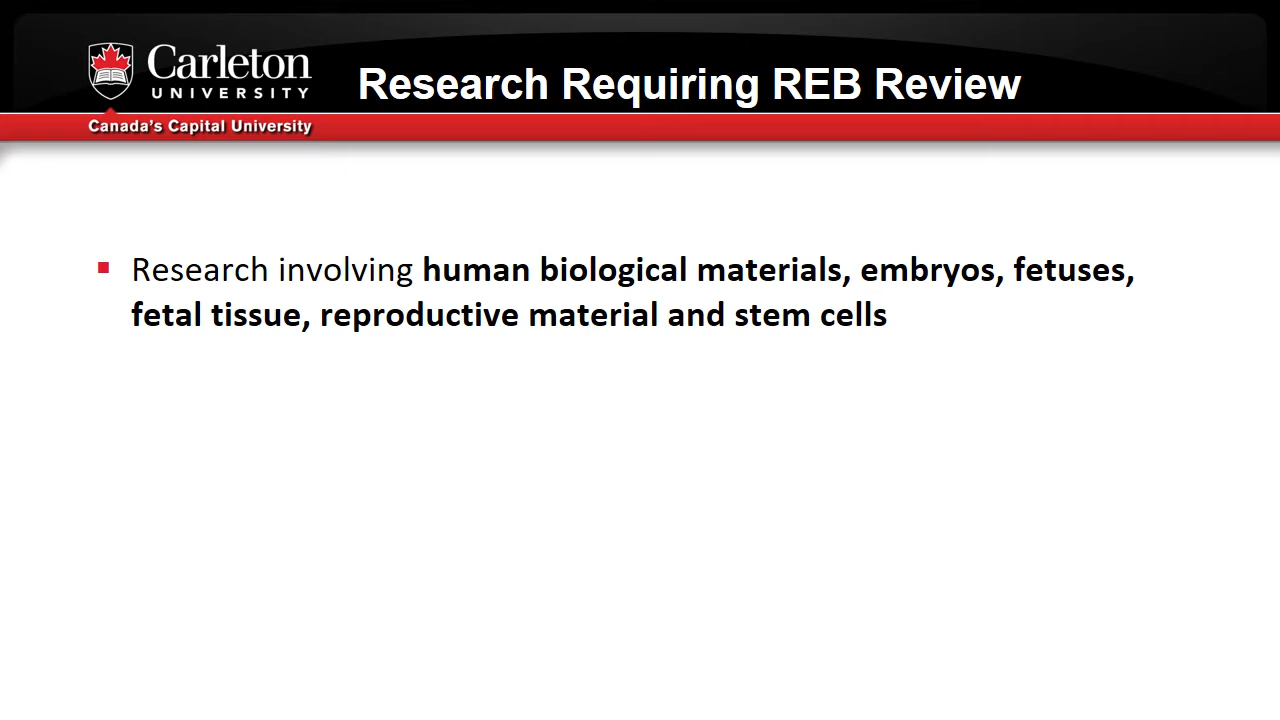 Carleton
UNIVERSITY
Canada's Capital University
Research Requiring REB Review
Research involving human biological materials, embryos, fetuses,
fetal tissue, reproductive material and stem cells